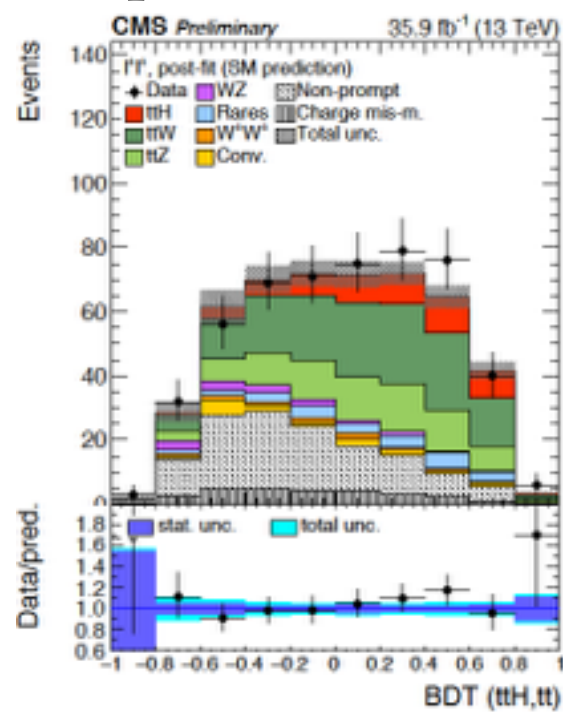 CMS Preliminary 35.9 fb⁻¹ (13 TeV)
Events
140
120
100
80
60
40
20
0
l±l±, post-fit (SM prediction)
Data WZ Non-prompt
ttH Rares Charge mis-m.
ttW W±W± Total unc.
ttZ Conv.
Data/pred.
1.8
1.6
1.4
1.2
1.0
0.8
0.6
stat. unc. total unc.
-1 -0.8 -0.6 -0.4 -0.2 0 0.2 0.4 0.6 0.8 1
BDT (ttH,tt)